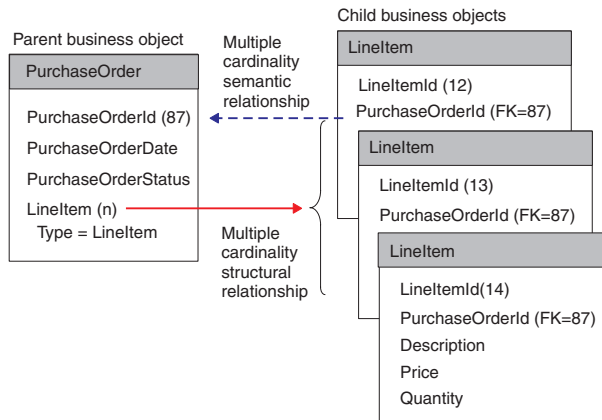 Parent business object
PurchaseOrder
PurchaseOrderId (87)
PurchaseOrderDate
PurchaseOrderStatus
LineItem (n)
Type = LineItem
Multiple
cardinality
semantic
relationship
Multiple
cardinality
structural
relationship
Child business objects
LineItem
LineItemId (12)
PurchaseOrderId (FK=87)
LineItem
LineItemId (13)
PurchaseOrderId (FK=87)
LineItem
LineItemId(14)
PurchaseOrderId (FK=87)
Description
Price
Quantity